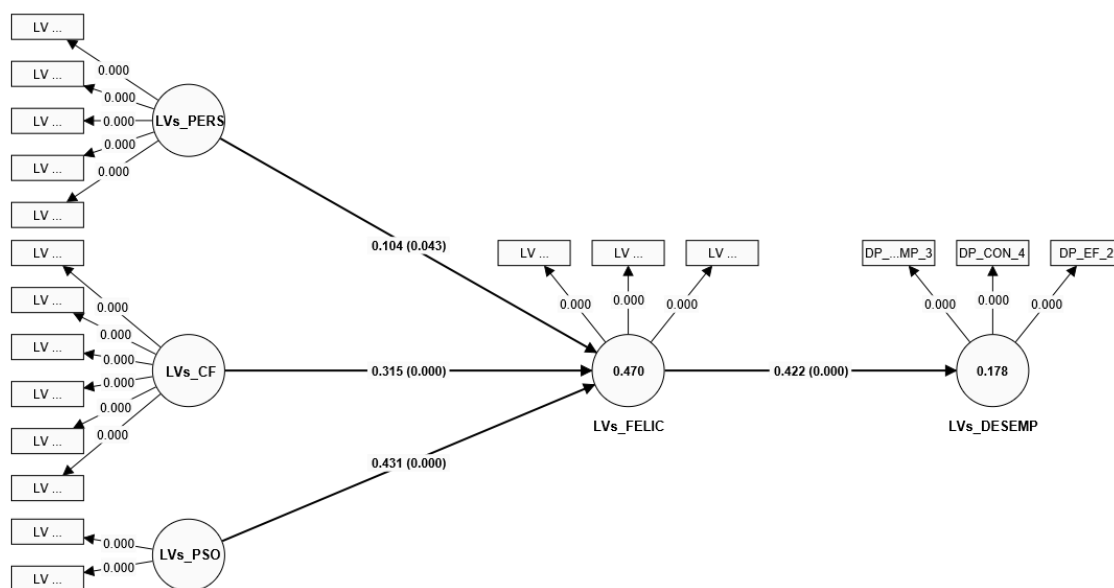 LV ...
0.000
LV ...
0.000
LV ...
0.000
LV ...
0.000
LV ...
0.000
LVs_PERS
0.104 (0.043)
LV ...
0.000
LV ...
0.000
LV ...
0.000
LV ...
0.000
LV ...
0.000
LV ...
0.000
LVs_CF
0.315 (0.000)
LV ...
0.000
LV ...
0.000
LVs_PSO
0.431 (0.000)
LV ...
LV ...
LV ...
0.000
0.000
0.000
0.470
LVs_FELIC
0.422 (0.000)
DP_...MP_3
DP_CON_4
DP_EF_2
0.000
0.000
0.000
0.178
LVs_DESEMP